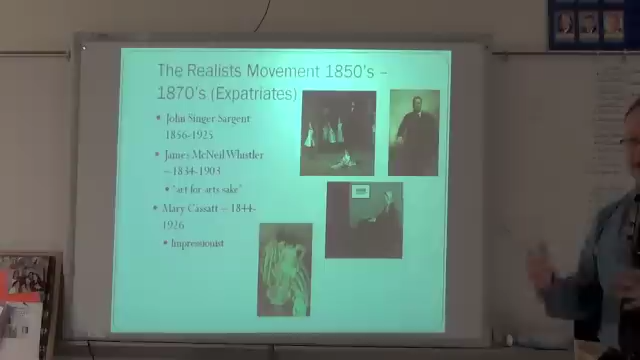 The Realists Movement 1850's –
1870's (Expatriates)
John Singer Sargent
1856-1925
James McNeil Whistler
–1834-1903
"art for arts sake"
Mary Cassatt – 1844-
1926
Impressionist